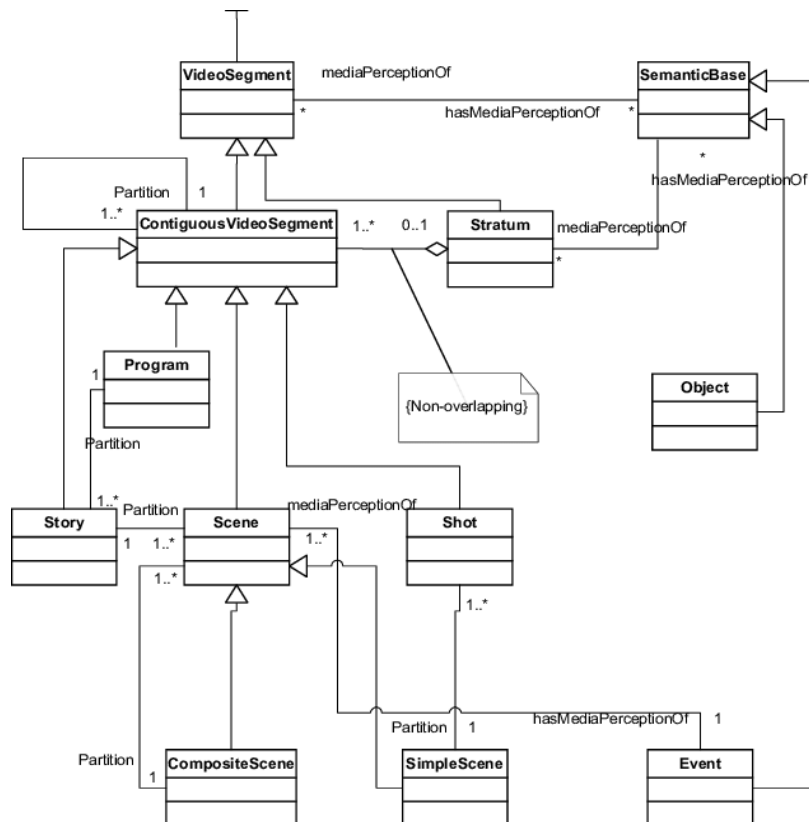 VideoSegment
mediaPerceptionOf
SemanticBase
*
hasMediaPerceptionOf
*
*
hasMediaPerceptionOf
Partition
1
1..*
ContiguousVideoSegment
1..*
0..1
Stratum
mediaPerceptionOf
*
Program
1
{Non-overlapping}
Object
Partition
1..*
Story
Partition
1
1..*
Scene
mediaPerceptionOf
1..*
Shot
1..*
1..*
hasMediaPerceptionOf
1
Partition
1
Partition
1
CompositeScene
SimpleScene
Event